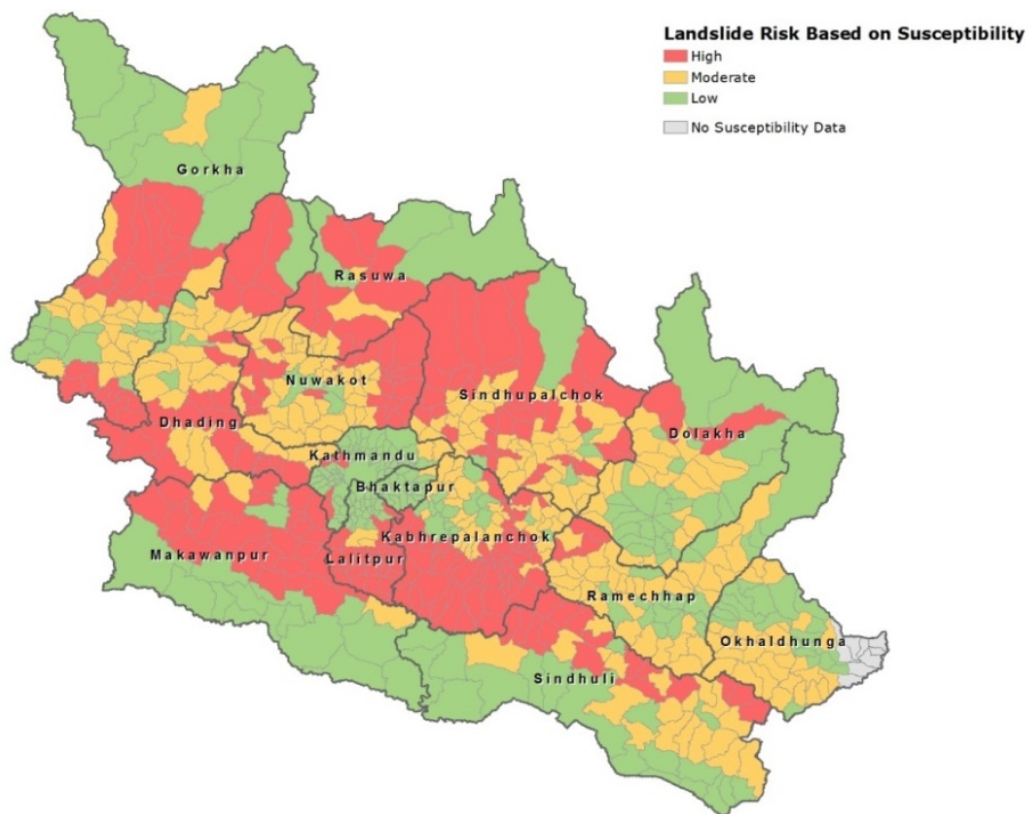 Landslide Risk Based on Susceptibility
High
Moderate
Low
No Susceptibility Data
Gorkha
Rasuwa
Nuwakot
Sindhupalchok
Dhading
Dolakha
Kathmandu
Bhaktapur
Kabhrepalanchok
Makawanpur
Lalitpur
Ramechhap
Okhaldhunga
Sindhuli